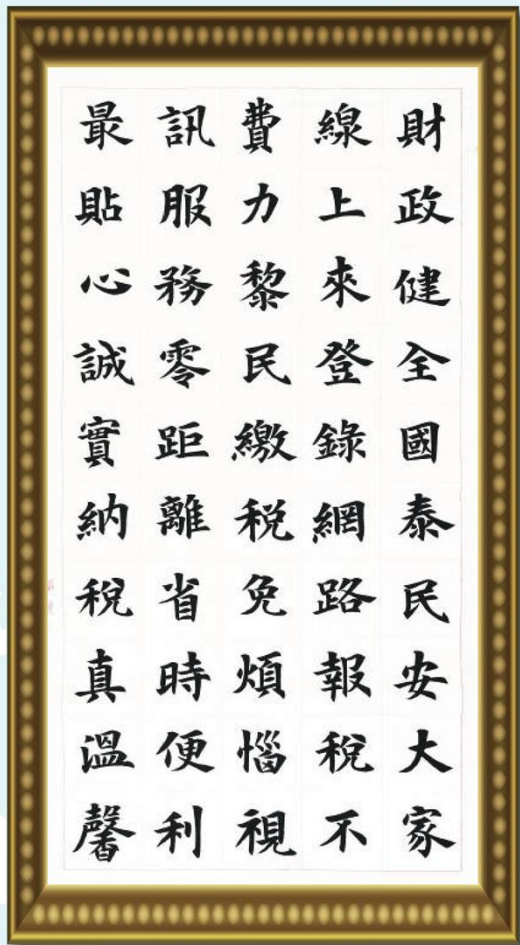 財政健全國泰民安大家
線上來登錄網路報稅不
費力黎民繳稅免煩惱視
訊服務零距離省時便利
最貼心誠實納稅真溫馨